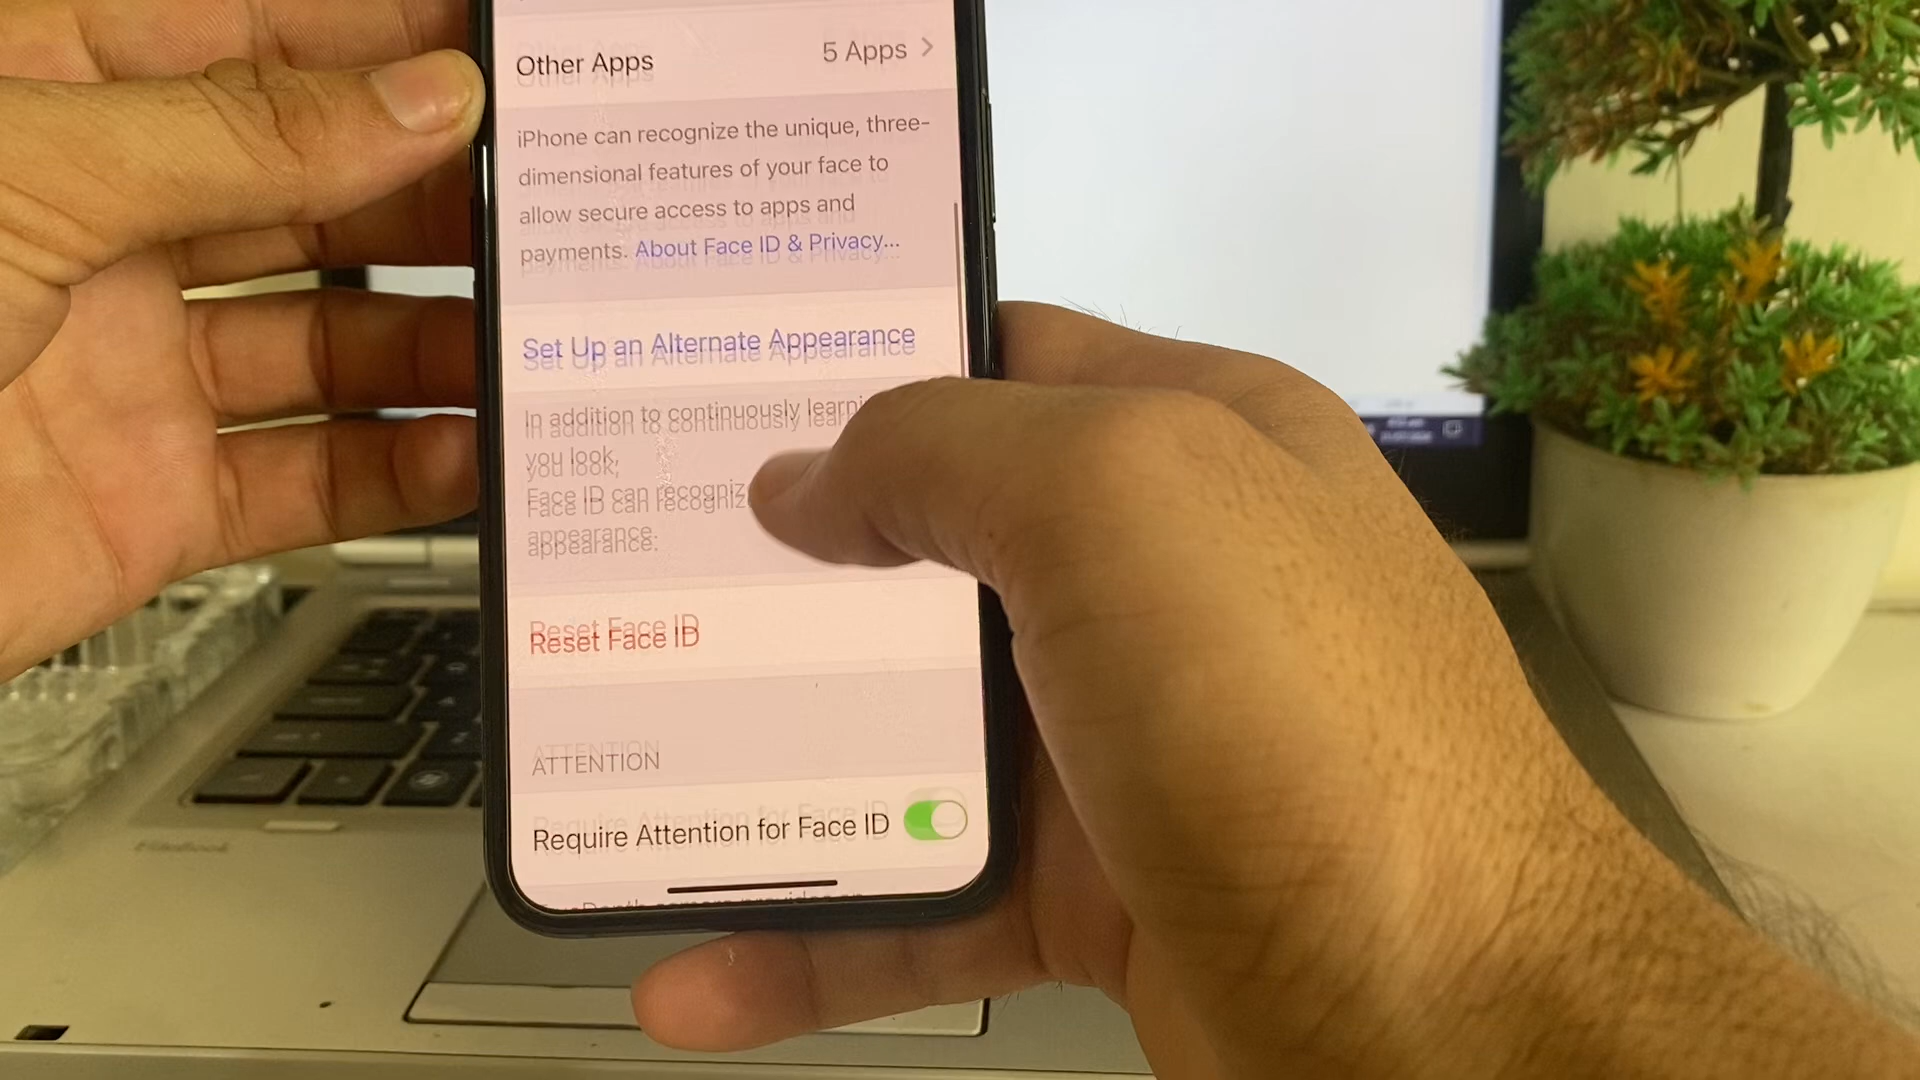 Other Apps 5 Apps
iPhone can recognize the unique, three-
dimensional features of your face to
allow secure access to apps and
payments. About Face ID & Privacy...
Set Up an Alternate Appearance
In addition to continuously learni
you look,
Face ID can recogniz
appearance.
Reset Face ID
ATTENTION
Require Attention for Face ID